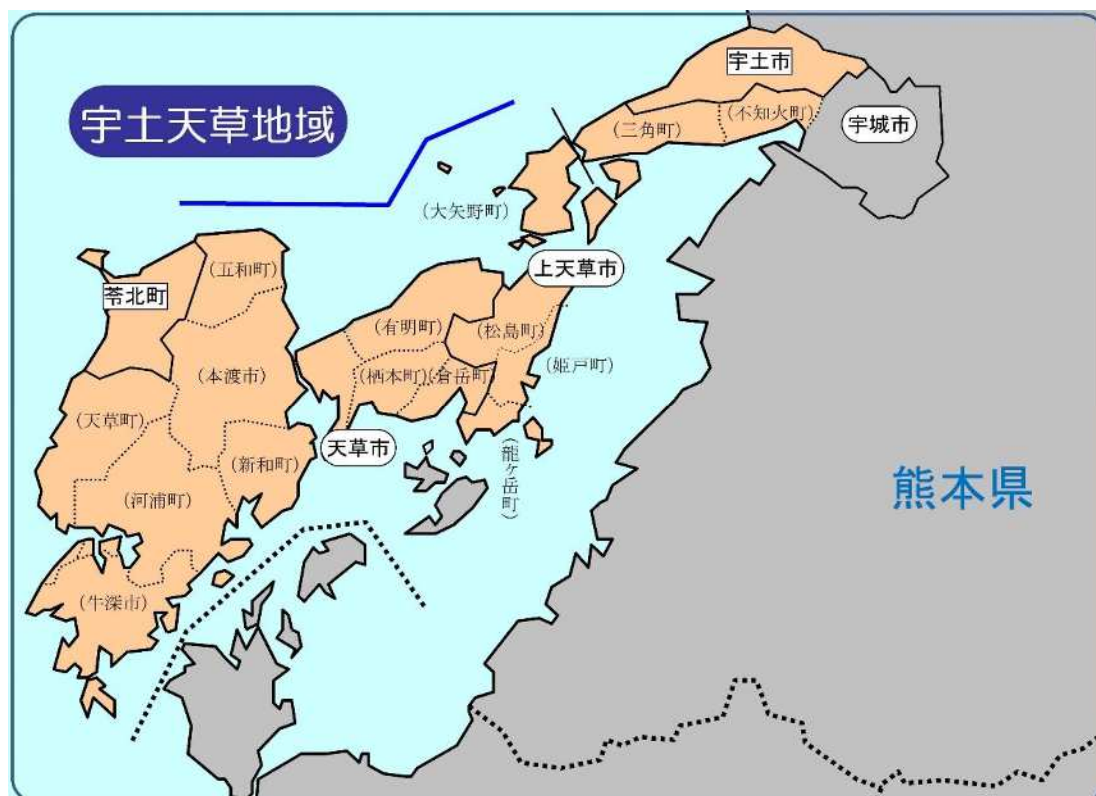 宇土天草地域
宇土市
(不知火町)
(三角町)
宇城市
(大矢野町)
上天草市
(五和町)
苓北町
(有明町)
(松島町)
(姫戸町)
(本渡市)
(栖本町)
(倉岳町)
(天草町)
天草市
(新和町)
(龍ヶ岳町)
(河浦町)
熊本県
(牛深市)